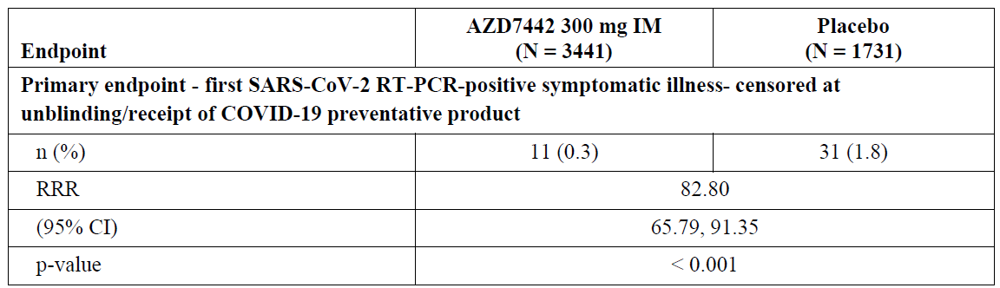 Endpoint AZD7442 300 mg IM (N = 3441) Placebo (N = 1731)
Primary endpoint - first SARS-CoV-2 RT-PCR-positive symptomatic illness- censored at
unblinding/receipt of COVID-19 preventative product
n (%) 11 (0.3) 31 (1.8)
RRR 82.80
(95% CI) 65.79, 91.35
p-value < 0.001